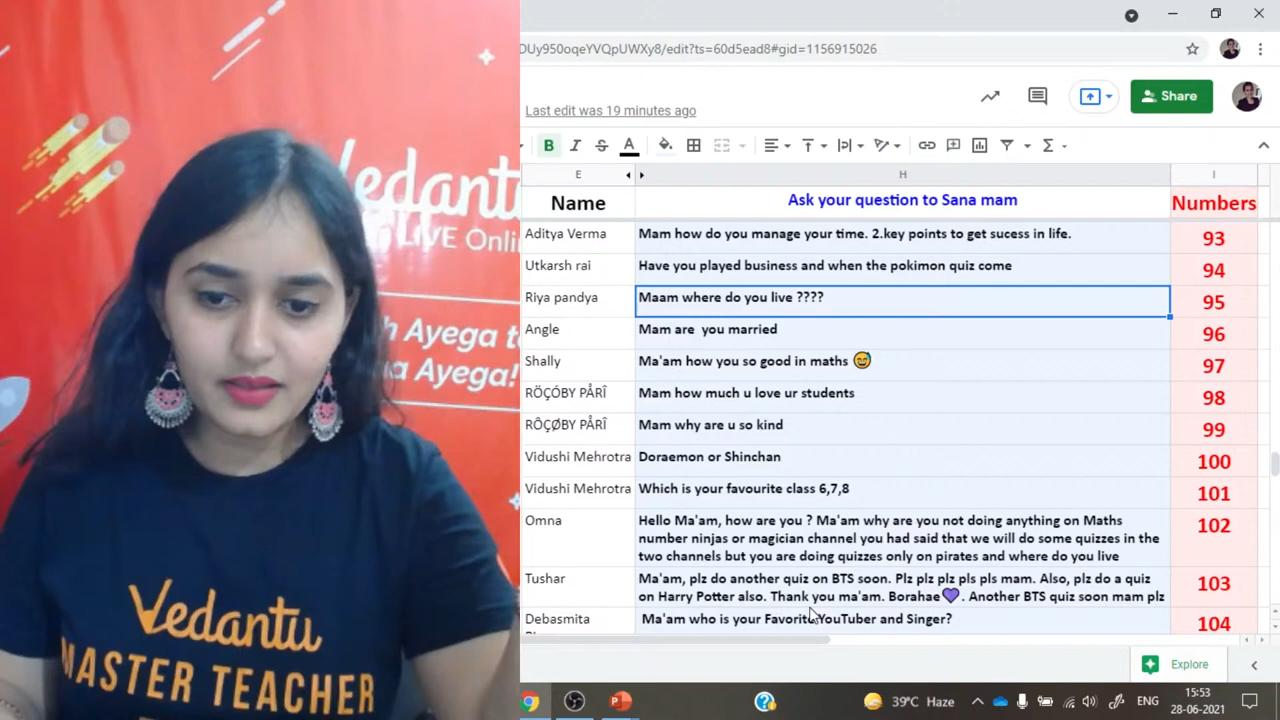 DUy950oqeYVQpUWXy8/edit?ts=60d5ead8#gid=1156915026
Last edit was 19 minutes ago
Share
B I S A
E H I
Name Ask your question to Sana mam Numbers
Aditya Verma Mam how do you manage your time. 2.key points to get sucess in life. 93
Utkarsh rai Have you played business and when the pokimon quiz come 94
Riya pandya Maam where do you live ???? 95
Angle Mam are you married 96
Shally Ma'am how you so good in maths 😅 97
RÖÇÓBY PÅRÎ Mam how much u love ur students 98
RÔÇØBY PÅRÎ Mam why are u so kind 99
Vidushi Mehrotra Doraemon or Shinchan 100
Vidushi Mehrotra Which is your favourite class 6,7,8 101
Omna Hello Ma'am, how are you ? Ma'am why are you not doing anything on Maths 102
number ninjas or magician channel you had said that we will do some quizzes in the
two channels but you are doing quizzes only on pirates and where do you live
Tushar Ma'am, plz do another quiz on BTS soon. Plz plz plz pls pls mam. Also, plz do a quiz 103
on Harry Potter also. Thank you ma'am. Borahae💜. Another BTS quiz soon mam plz
Debasmita Ma'am who is your Favorite YouTuber and Singer? 104
Explore
39°C Haze
ENG
15:53
28-06-2021
Vedantu
LIVE Onli
Ayega
Ayega!
Vedantu
MASTER TEACHER